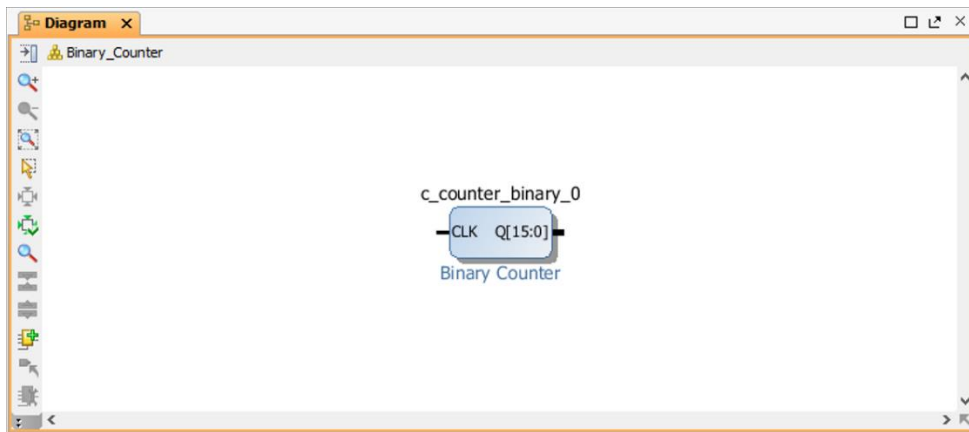 Diagram
Binary_Counter
c_counter_binary_0
CLK Q[15:0]
Binary Counter